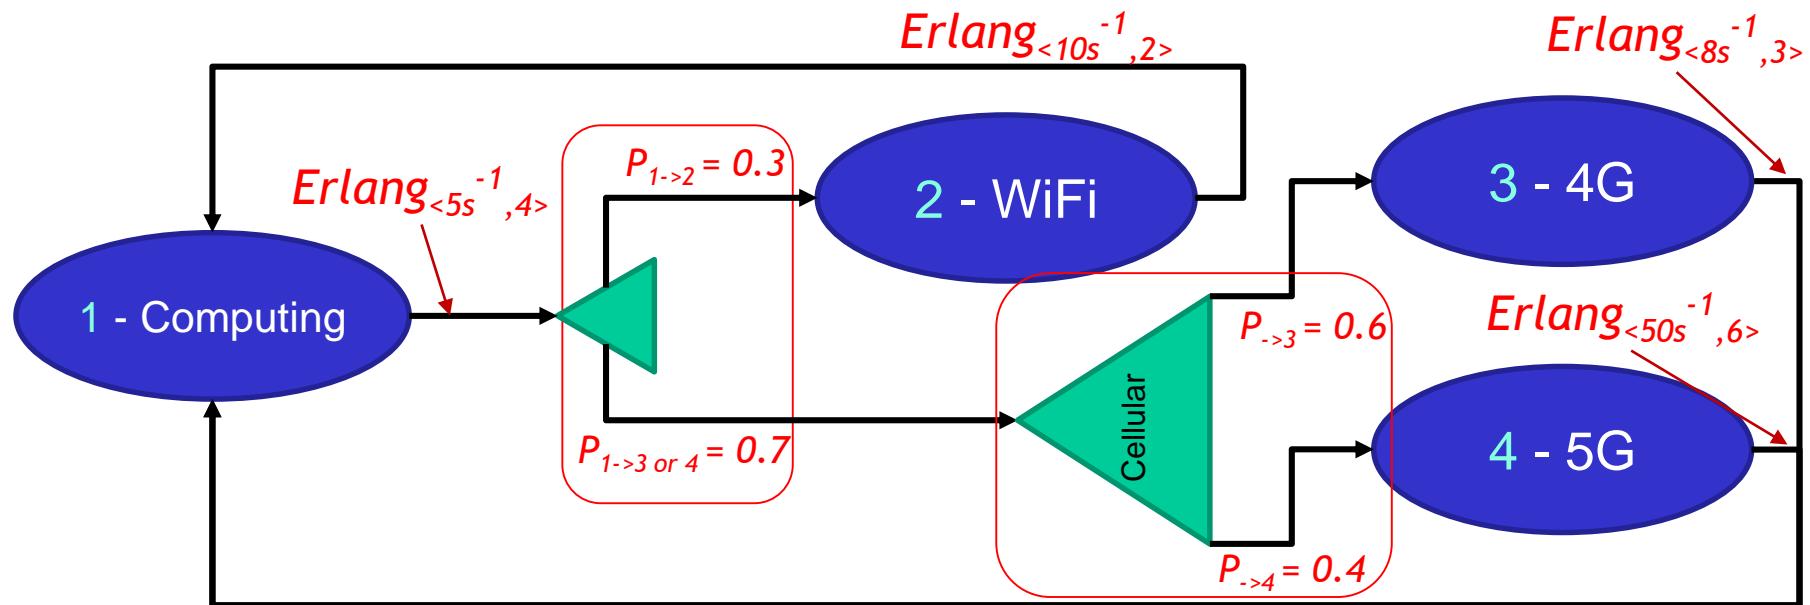 Erlang<10s⁻¹,2>
Erlang<8s⁻¹,3>
P1->2 = 0.3
Erlang<5s⁻¹,4>
2 - WiFi
3 - 4G
1 - Computing
P->3 = 0.6
Erlang<50s⁻¹,6>
Cellular
P1->3 or 4 = 0.7
4 - 5G
P->4 = 0.4